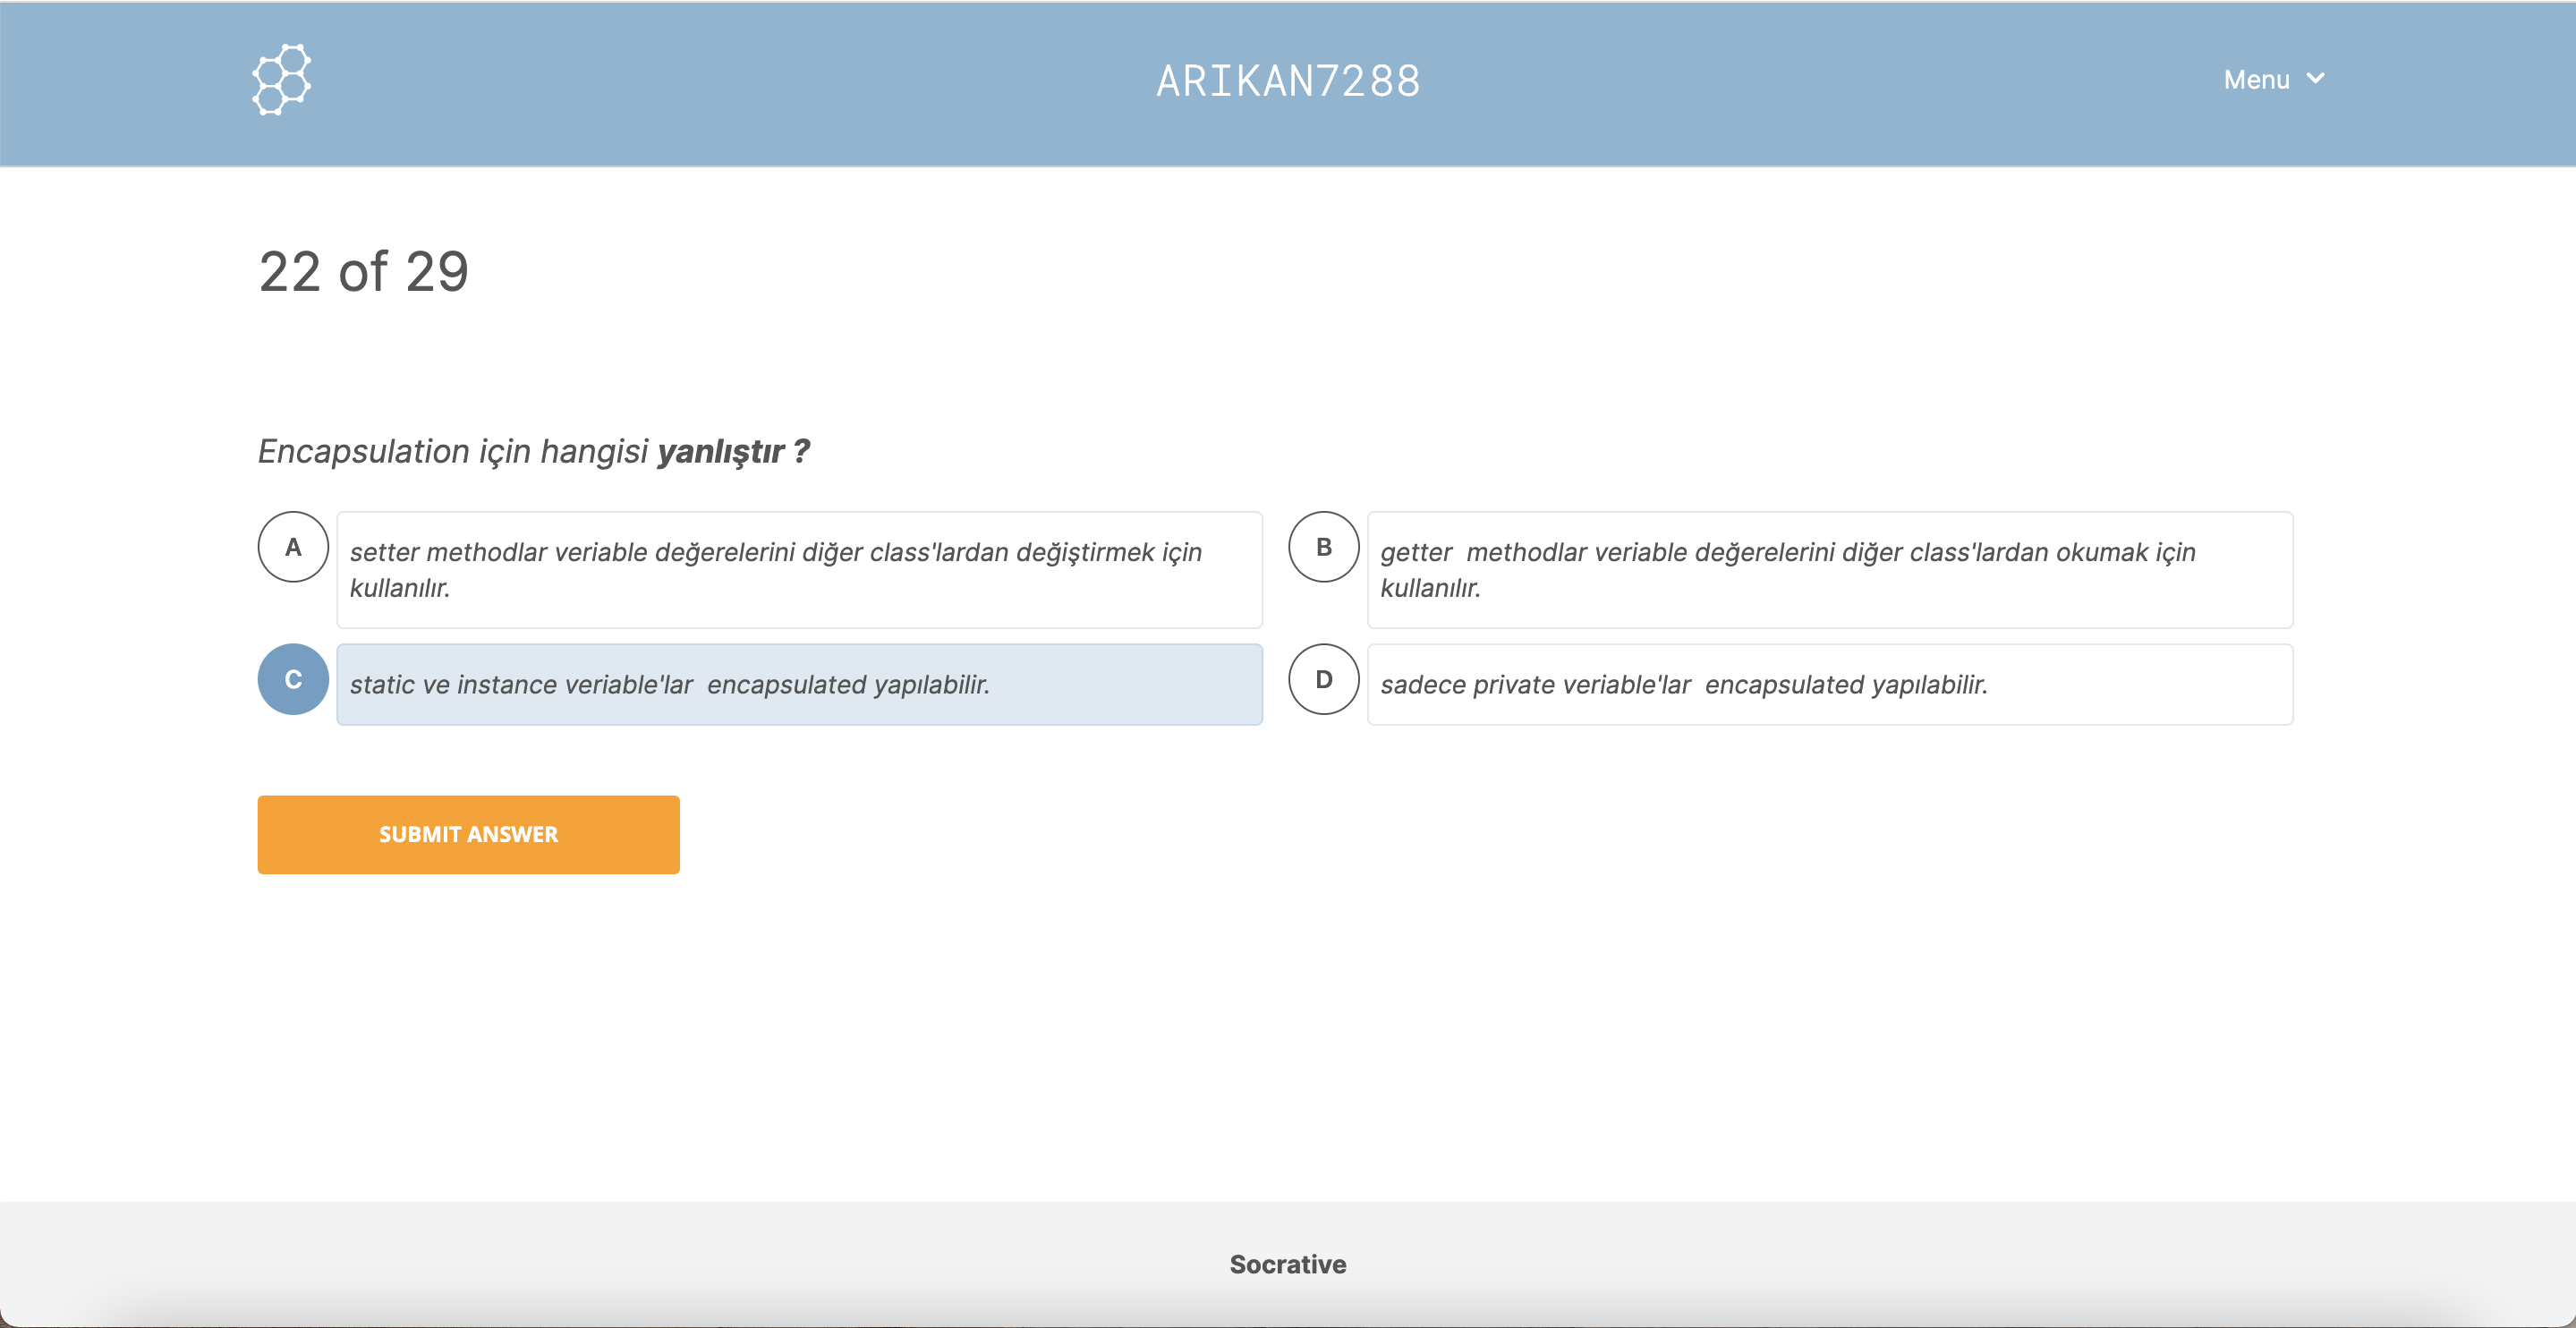 ARIKAN7288
Menu
22 of 29
Encapsulation için hangisi yanlıştır ?
A
setter methodlar veriable değerelerini diğer class'lardan değiştirmek için
kullanılır.
B
getter  methodlar veriable değerelerini diğer class'lardan okumak için
kullanılır.
C
static ve instance veriable'lar  encapsulated yapılabilir.
D
sadece private veriable'lar  encapsulated yapılabilir.
SUBMIT ANSWER
Socrative